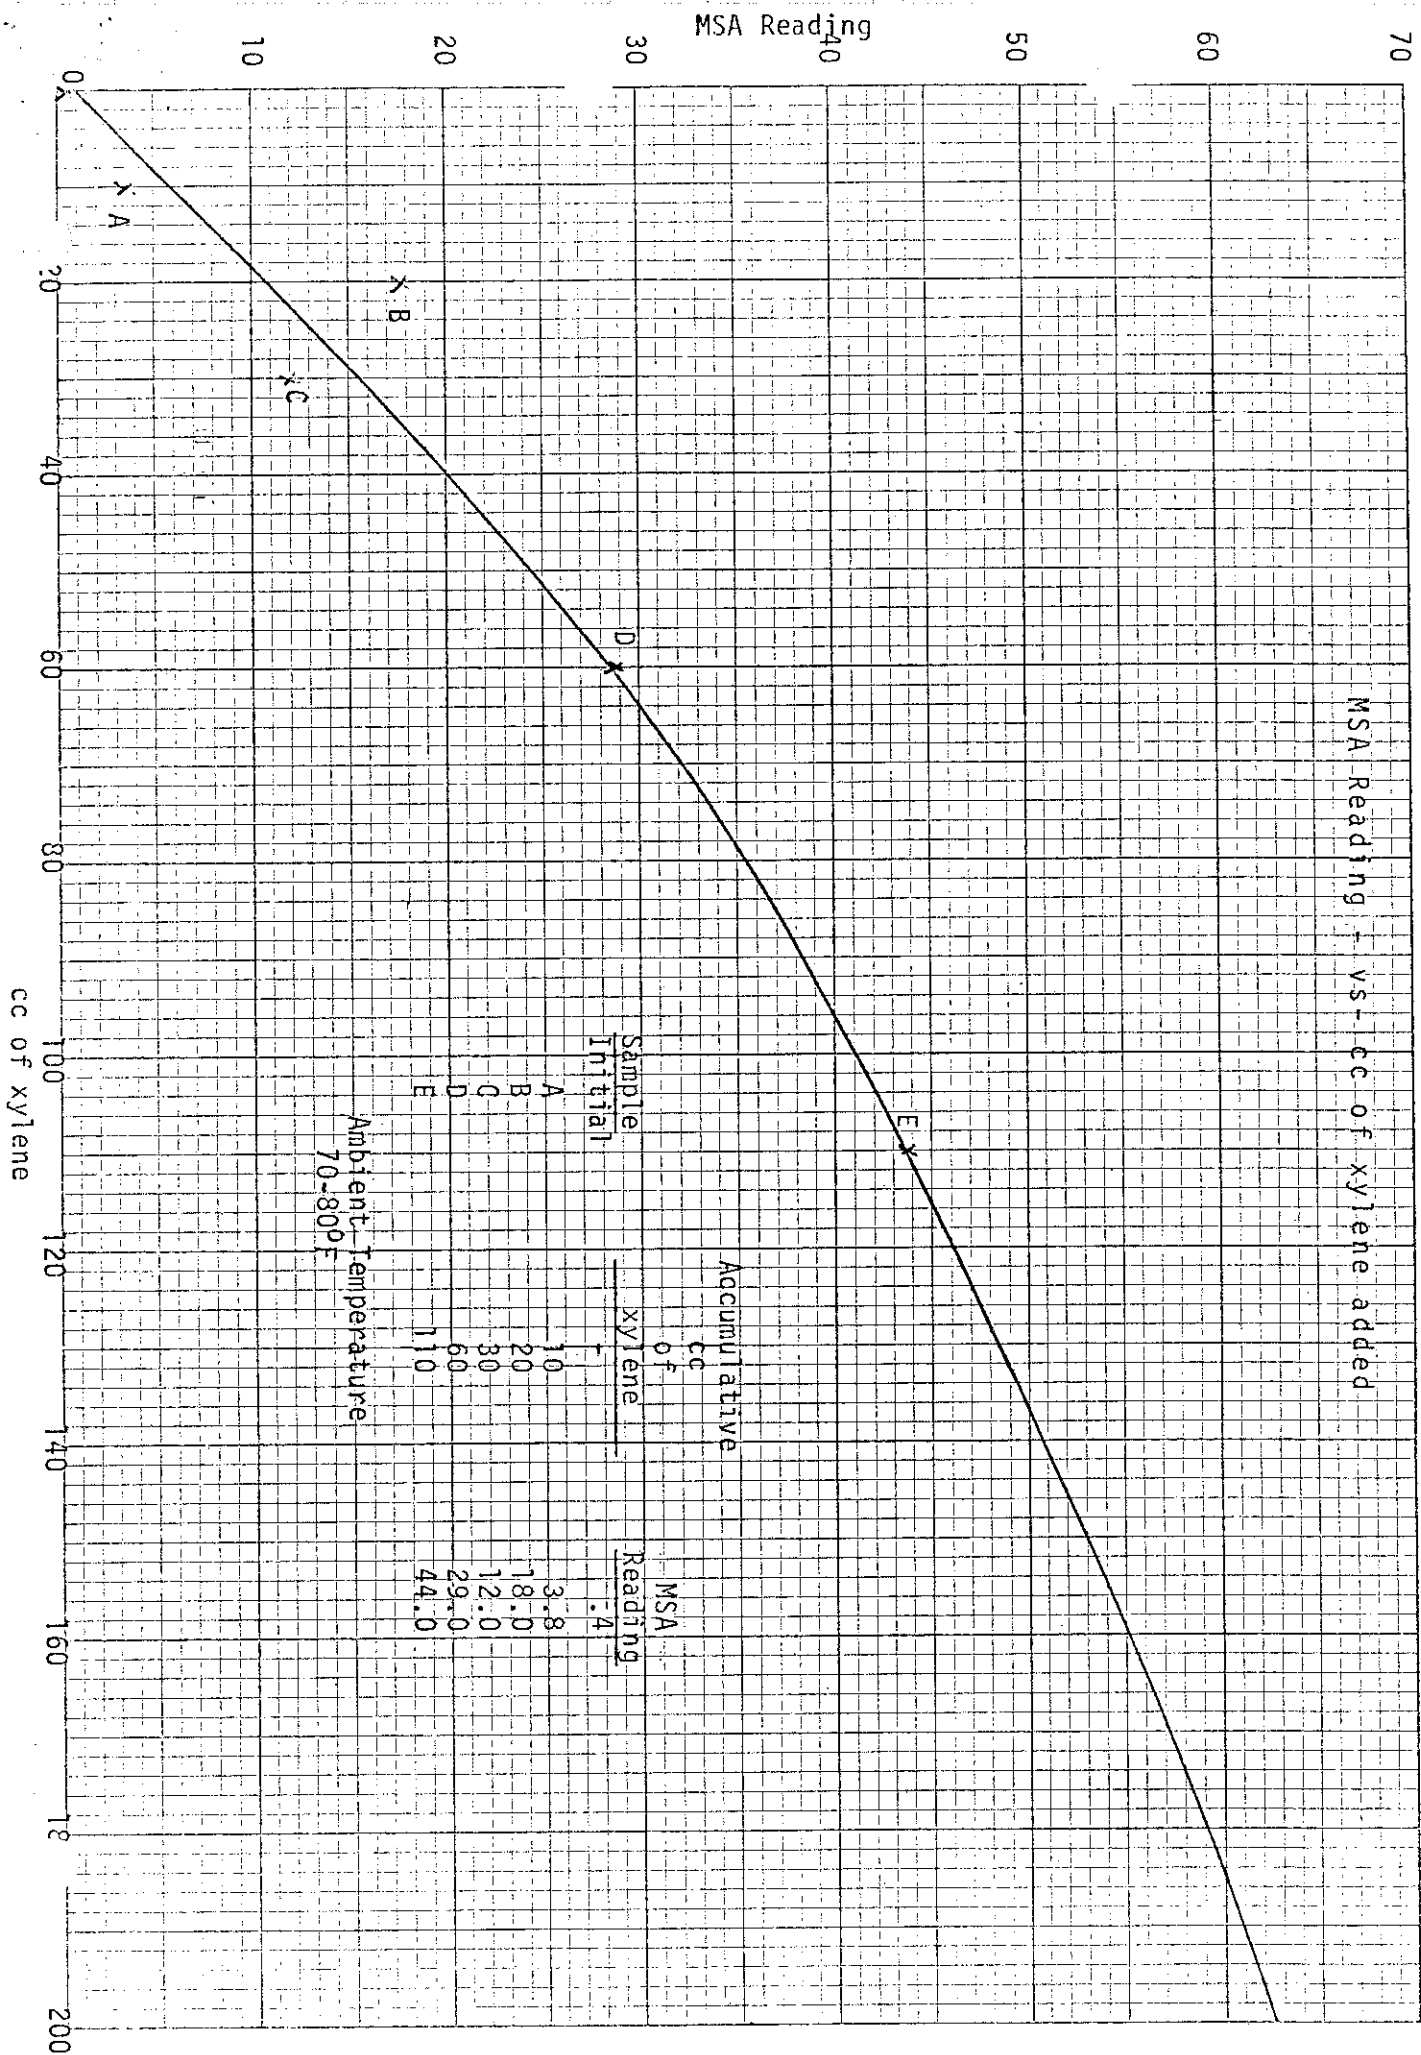 MSA Reading - vs - cc of xylene added
MSA Reading
70
60
50
40
30
20
10
0
20
40
60
80
100
120
140
160
18
200
cc of xylene
D
E
B
A
C
Accumulative
cc MSA
Sample of Reading
xylene
Initial - .4
A 10 3.8
B 20 18.0
C 30 12.0
D 60 29.0
E 110 44.0
Ambient Temperature
70-80ºF